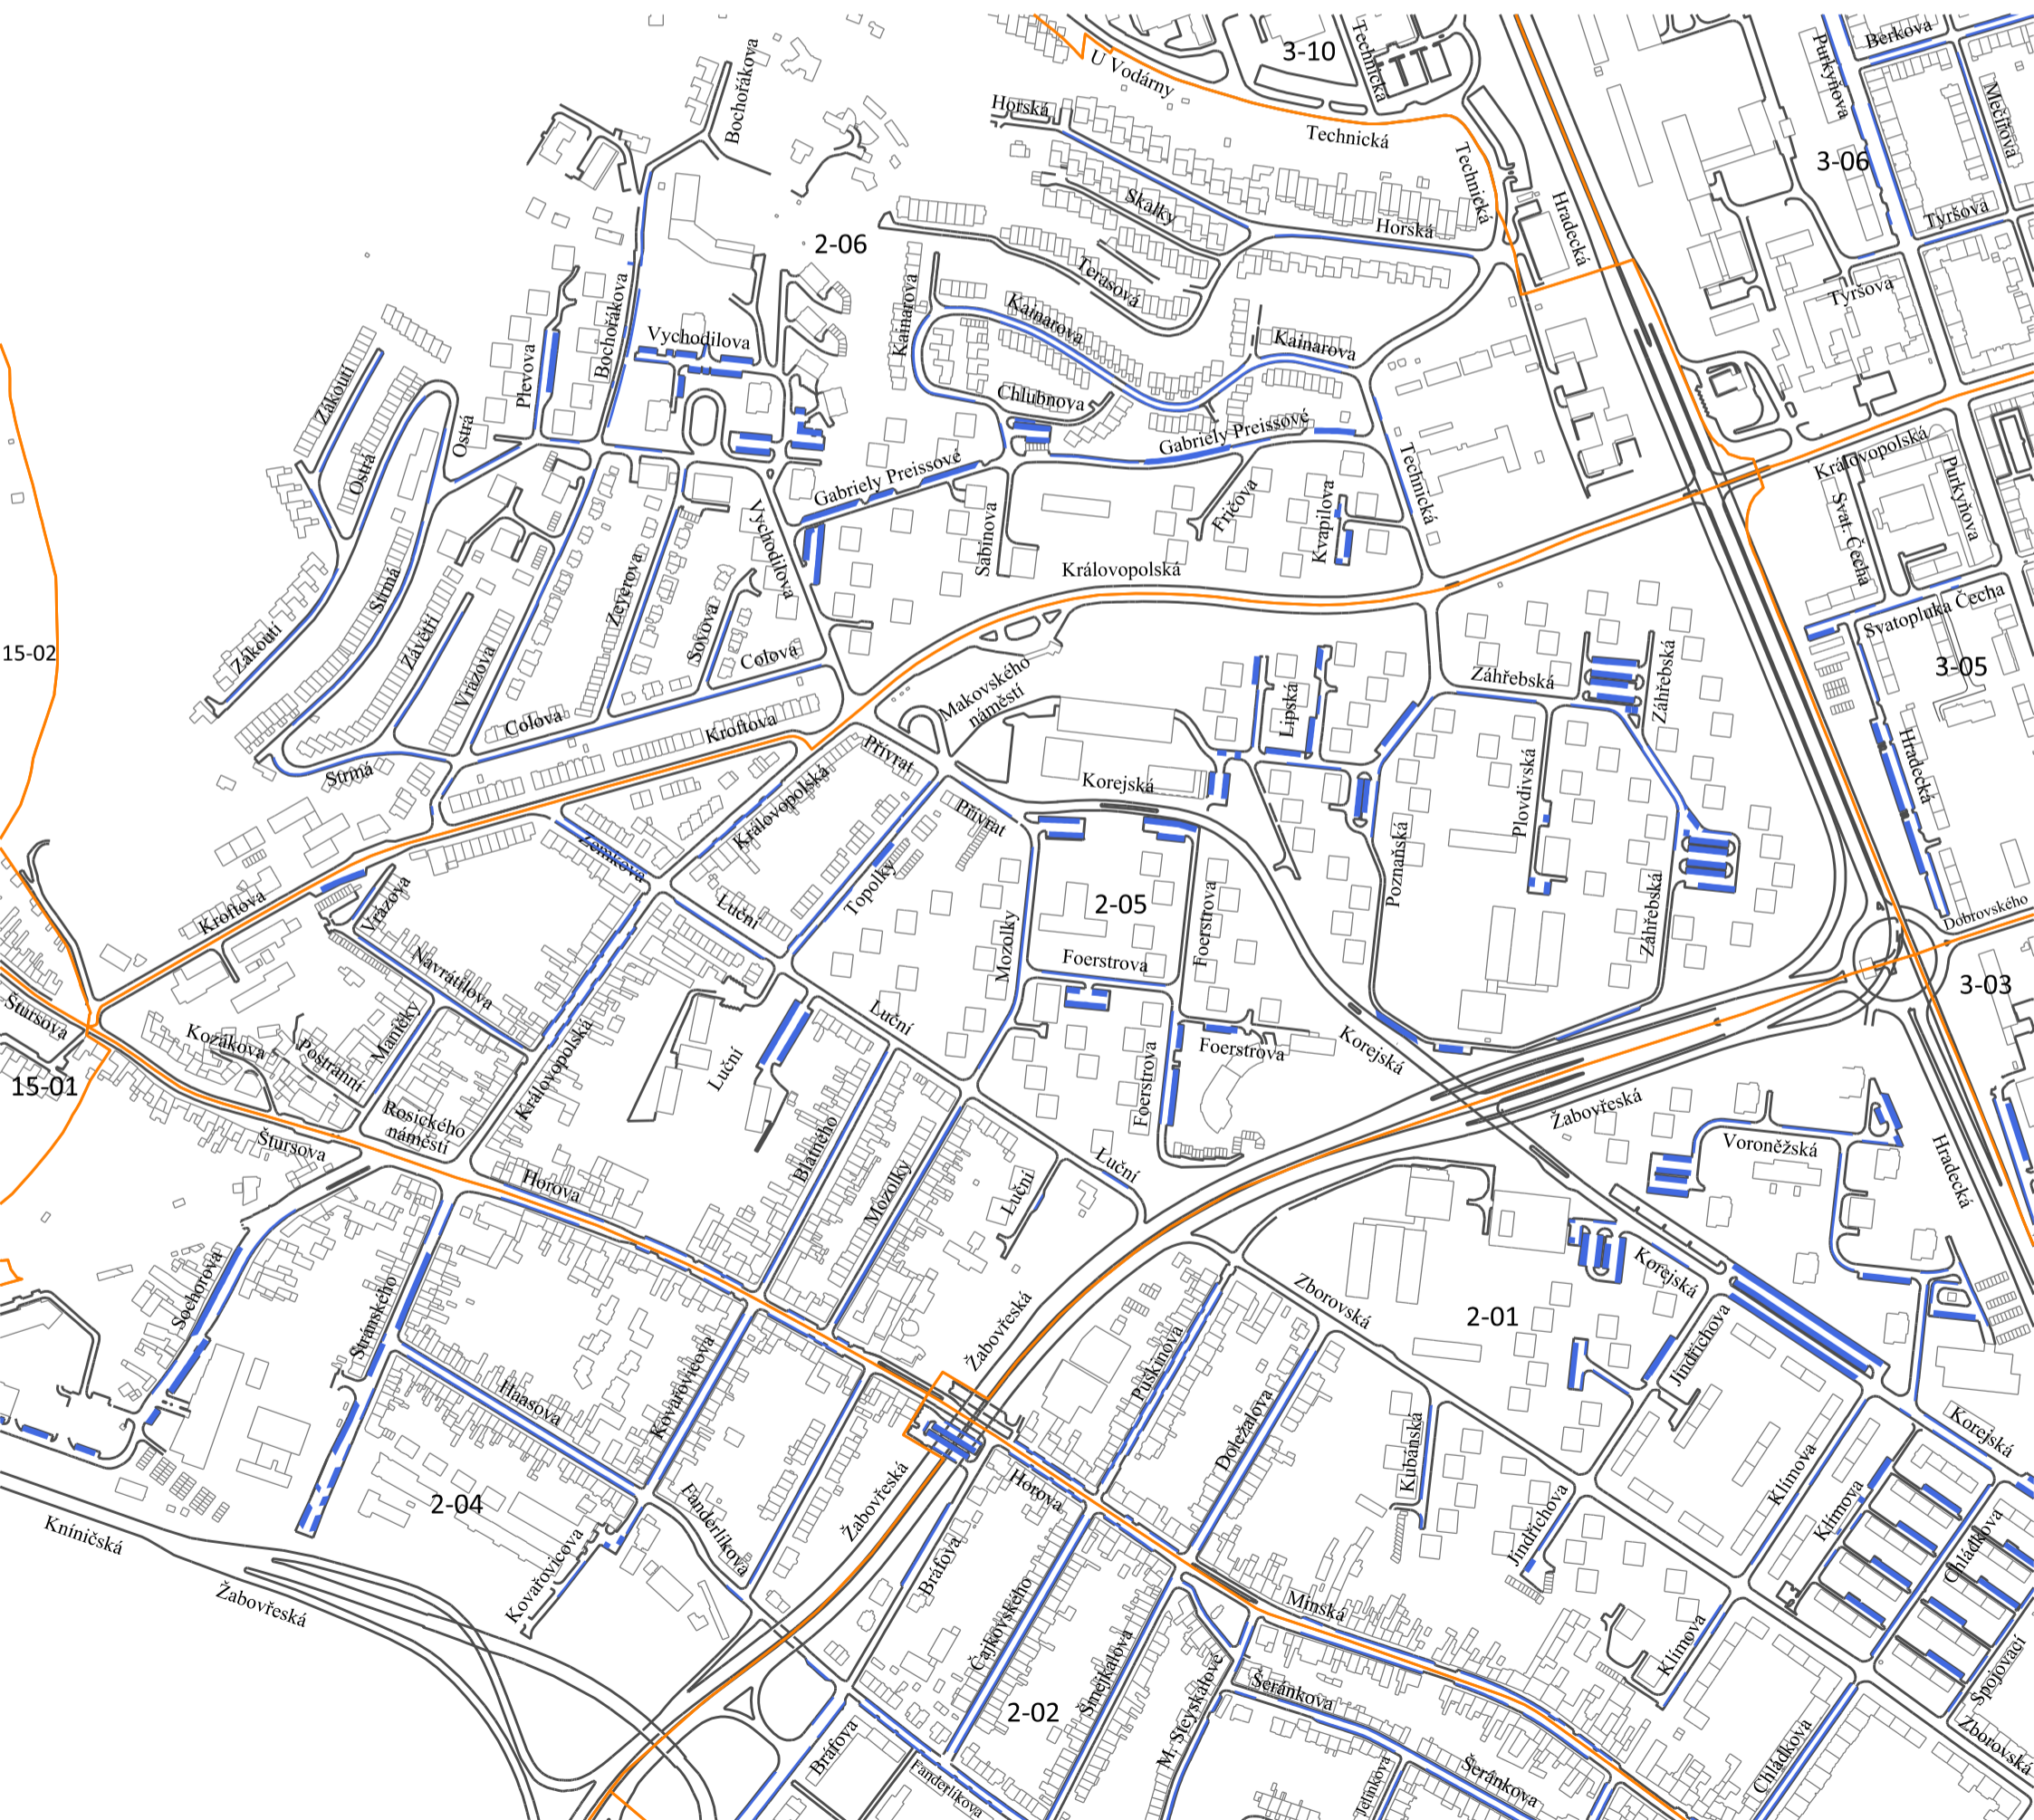 3-10
Technická
Berkova
U Vodárny
Purkyňova
Bochořákova
Horská
Mečířova
Technická
3-06
Technická
Skalky
Tyršova
Horská
Hradecká
2-06
Terasová
Tyršova
Kainarova
Kainarova
Bochořákova
Vychodilova
Kainarova
Plevova
Zákoutí
Chlubnova
Ostrá
Gabriely Preissové
Královopolská
Ostrá
Gabriely Preissové
Technická
Purkyňova
Fričova
Kvapilova
Svat. Čecha
Vychodilova
Sabinova
Královopolská
Strmá
Zeyerova
Svatopluka Čecha
Závětří
Sovova
Zákoutí
15-02
Colova
Záhřebská
3-05
Vrázova
Záhřebská
Makovského
náměstí
Lipská
Colova
Kroftova
Přívrat
Strmá
Korejská
Hradecká
Plovdivská
Královopolská
Přívrat
Zemkova
Poznaňská
Topolky
Vrázova
2-05
Kroftova
Luční
Foerstrova
Záhřebská
Dobrovského
Mozolky
Foerstrova
Navrátilova
3-03
Štursova
Luční
Maničky
Kozákova
Korejská
Foerstrova
Postranní
Luční
Královopolská
15-01
Foerstrova
Žabovřeská
Rosického
náměstí
Štursova
Blatného
Voroněžská
Hradecká
Luční
Horova
Mozolky
Luční
Sochorova
Korejská
Zborovská
2-01
Stránského
Žabovřeská
Jindřichova
Puškinova
Kovařovicova
Haasova
Doležalova
Kubánská
Korejská
Klímova
Horova
2-04
Žabovřeská
Fanderlíkova
Klímova
Jindřichova
Kníničská
Chládkova
Kovařovicova
Bráfova
Žabovřeská
Minská
Čajkovského
Klímova
Šmejkalova
M. Steyskalové
Spojovací
Šeránkova
2-02
Zborovská
Bráfova
Chládkova
Šeránkova
Fanderlíkova
Jelínkova